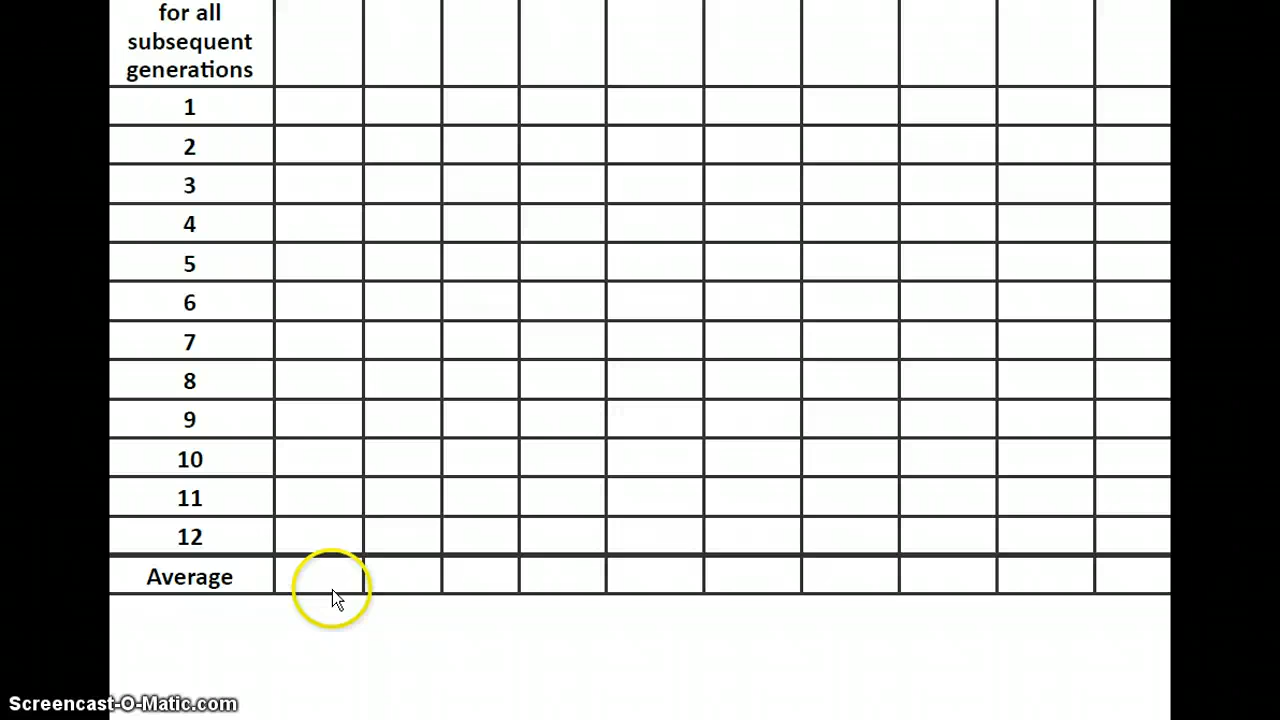 for all
subsequent
generations
1
2
3
4
5
6
7
8
9
10
11
12
Average
Screencast-O-Matic.com